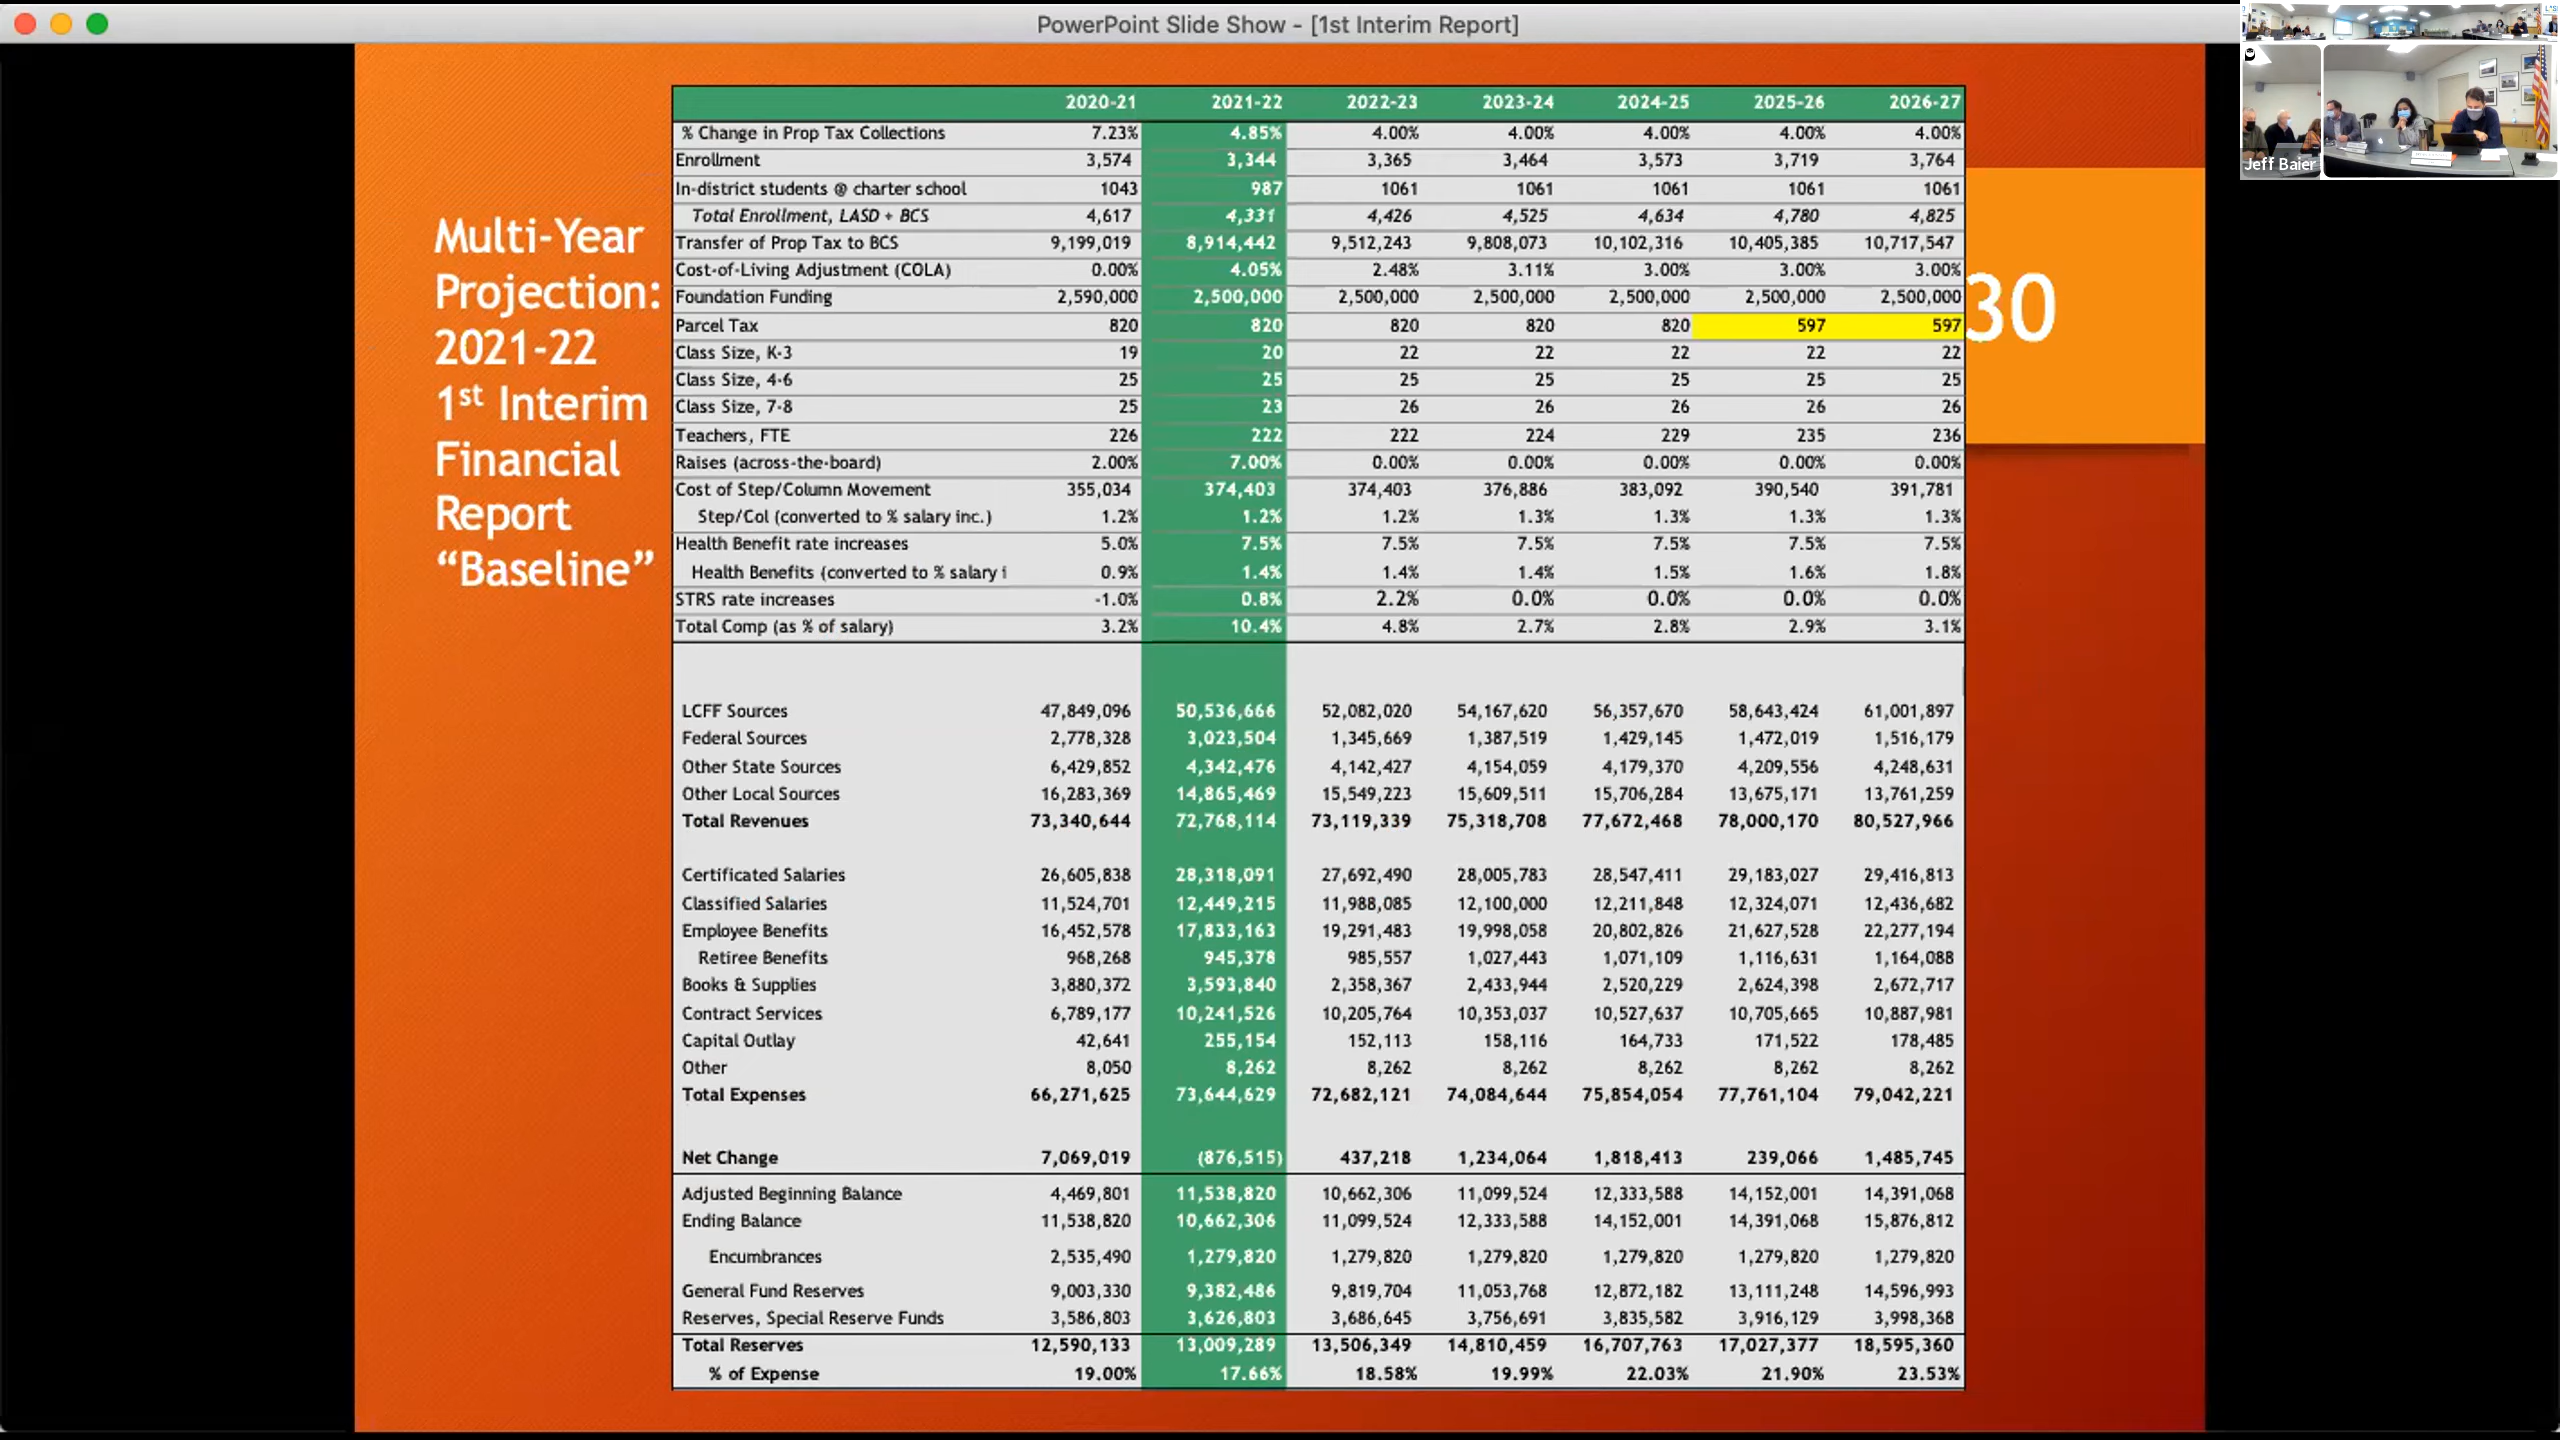 PowerPoint Slide Show - [1st Interim Report]
Jeff Baier
Multi-Year
Projection:
2021-22
1st Interim
Financial
Report
“Baseline”
30
2020-21 2021-22 2022-23 2023-24 2024-25 2025-26 2026-27
% Change in Prop Tax Collections 7.23% 4.85% 4.00% 4.00% 4.00% 4.00% 4.00%
Enrollment 3,574 3,344 3,365 3,464 3,573 3,719 3,764
In-district students @ charter school 1043 987 1061 1061 1061 1061 1061
Total Enrollment, LASD + BCS 4,617 4,331 4,426 4,525 4,634 4,780 4,825
Transfer of Prop Tax to BCS 9,199,019 8,914,442 9,512,243 9,808,073 10,102,316 10,405,385 10,717,547
Cost-of-Living Adjustment (COLA) 0.00% 4.05% 2.48% 3.11% 3.00% 3.00% 3.00%
Foundation Funding 2,590,000 2,500,000 2,500,000 2,500,000 2,500,000 2,500,000 2,500,000
Parcel Tax 820 820 820 820 820 597 597
Class Size, K-3 19 20 22 22 22 22 22
Class Size, 4-6 25 25 25 25 25 25 25
Class Size, 7-8 25 23 26 26 26 26 26
Teachers, FTE 226 222 222 224 229 235 236
Raises (across-the-board) 2.00% 7.00% 0.00% 0.00% 0.00% 0.00% 0.00%
Cost of Step/Column Movement 355,034 374,403 374,403 376,886 383,092 390,540 391,781
Step/Col (converted to % salary inc.) 1.2% 1.2% 1.2% 1.3% 1.3% 1.3% 1.3%
Health Benefit rate increases 5.0% 7.5% 7.5% 7.5% 7.5% 7.5% 7.5%
Health Benefits (converted to % salary i 0.9% 1.4% 1.4% 1.4% 1.5% 1.6% 1.8%
STRS rate increases -1.0% 0.8% 2.2% 0.0% 0.0% 0.0% 0.0%
Total Comp (as % of salary) 3.2% 10.4% 4.8% 2.7% 2.8% 2.9% 3.1%
LCFF Sources 47,849,096 50,536,666 52,082,020 54,167,620 56,357,670 58,643,424 61,001,897
Federal Sources 2,778,328 3,023,504 1,345,669 1,387,519 1,429,145 1,472,019 1,516,179
Other State Sources 6,429,852 4,342,476 4,142,427 4,154,059 4,179,370 4,209,556 4,248,631
Other Local Sources 16,283,369 14,865,469 15,549,223 15,609,511 15,706,284 13,675,171 13,761,259
Total Revenues 73,340,644 72,768,114 73,119,339 75,318,708 77,672,468 78,000,170 80,527,966
Certificated Salaries 26,605,838 28,318,091 27,692,490 28,005,783 28,547,411 29,183,027 29,416,813
Classified Salaries 11,524,701 12,449,215 11,988,085 12,100,000 12,211,848 12,324,071 12,436,682
Employee Benefits 16,452,578 17,833,163 19,291,483 19,998,058 20,802,826 21,627,528 22,277,194
Retiree Benefits 968,268 945,378 985,557 1,027,443 1,071,109 1,116,631 1,164,088
Books & Supplies 3,880,372 3,593,840 2,358,367 2,433,944 2,520,229 2,624,398 2,672,717
Contract Services 6,789,177 10,241,526 10,205,764 10,353,037 10,527,637 10,705,665 10,887,981
Capital Outlay 42,641 255,154 152,113 158,116 164,733 171,522 178,485
Other 8,050 8,262 8,262 8,262 8,262 8,262 8,262
Total Expenses 66,271,625 73,644,629 72,682,121 74,084,644 75,854,054 77,761,104 79,042,221
Net Change 7,069,019 (876,515) 437,218 1,234,064 1,818,413 239,066 1,485,745
Adjusted Beginning Balance 4,469,801 11,538,820 10,662,306 11,099,524 12,333,588 14,152,001 14,391,068
Ending Balance 11,538,820 10,662,306 11,099,524 12,333,588 14,152,001 14,391,068 15,876,812
Encumbrances 2,535,490 1,279,820 1,279,820 1,279,820 1,279,820 1,279,820 1,279,820
General Fund Reserves 9,003,330 9,382,486 9,819,704 11,053,768 12,872,182 13,111,248 14,596,993
Reserves, Special Reserve Funds 3,586,803 3,626,803 3,686,645 3,756,691 3,835,582 3,916,129 3,998,368
Total Reserves 12,590,133 13,009,289 13,506,349 14,810,459 16,707,763 17,027,377 18,595,360
% of Expense 19.00% 17.66% 18.58% 19.99% 22.03% 21.90% 23.53%